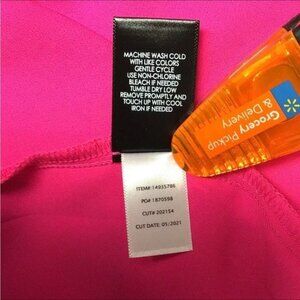 MACHINE WASH COLD
WITH LIKE COLORS
GENTLE CYCLE
USE NON-CHLORINE
BLEACH IF NEEDED
TUMBLE DRY LOW
REMOVE PROMPTLY AND
TOUCH UP WITH COOL
IRON IF NEEDED
Grocery Pickup
& Delivery
ITEM# 14935786
PO# 1870598
CUT# 202154
CUT DATE: 05/2021